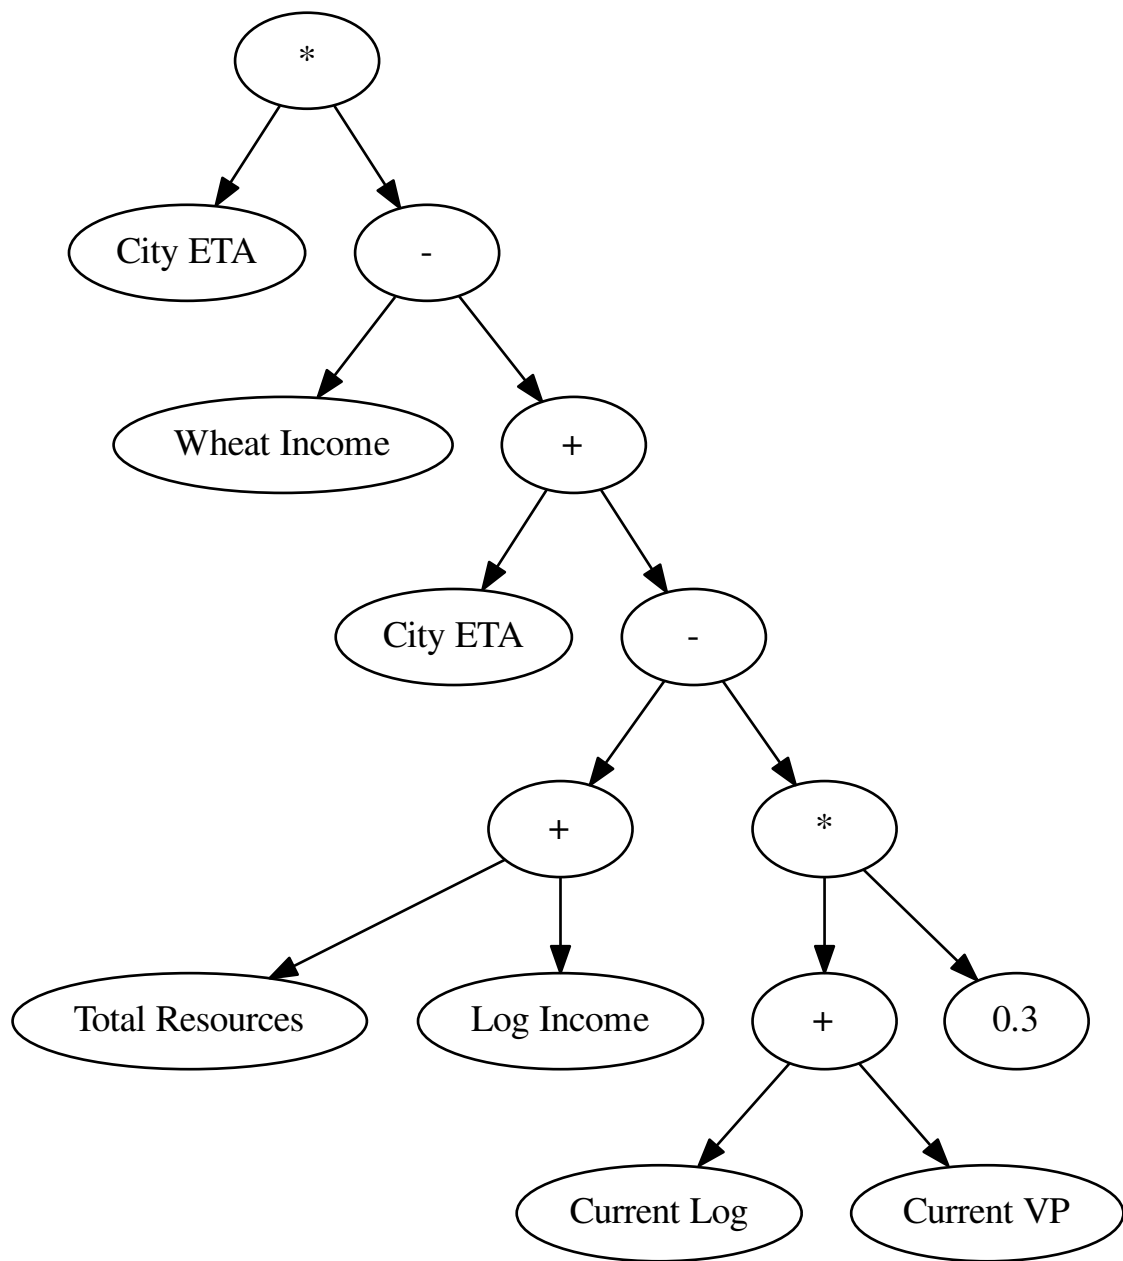 *
City ETA
-
Wheat Income
+
City ETA
-
+
*
Total Resources
Log Income
+
0.3
Current Log
Current VP